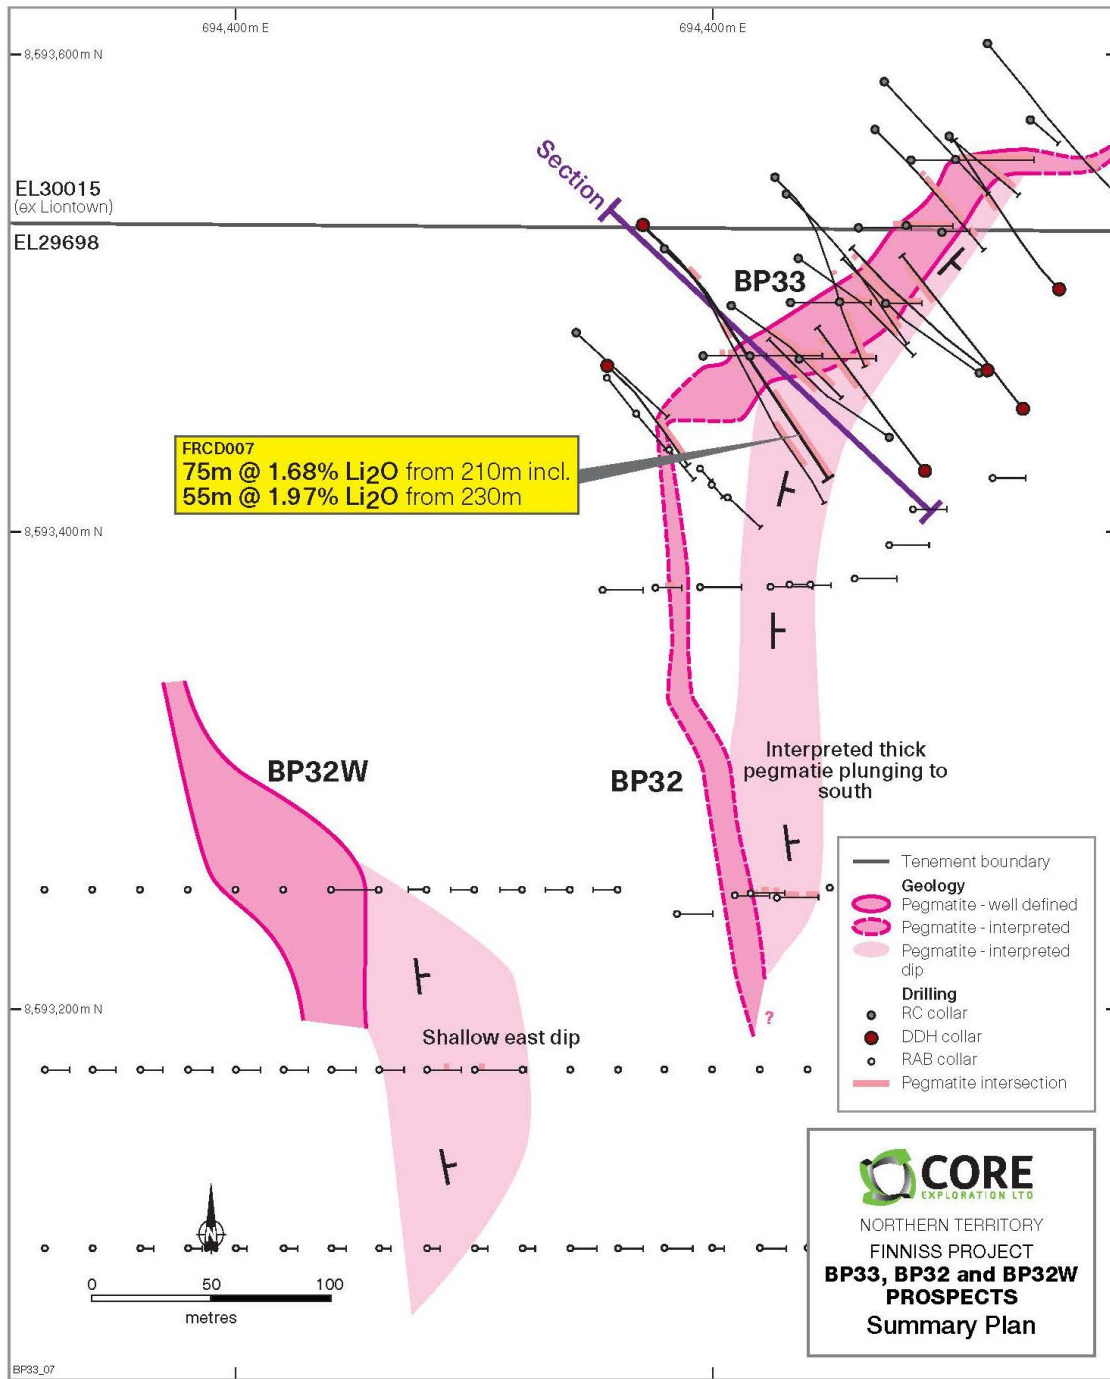 694,400m E
694,400m E
8,593,600m N
Section
EL30015
(ex Liontown)
EL29698
BP33
FRCD007
75m @ 1.68% Li2O from 210m incl.
55m @ 1.97% Li2O from 230m
8,593,400m N
BP32W
BP32
Interpreted thick
pegmatie plunging to
south
Tenement boundary
Geology
Pegmatite - well defined
Pegmatite - interpreted
Pegmatite - interpreted
dip
Drilling
RC collar
DDH collar
RAB collar
Pegmatite intersection
8,593,200m N
?
Shallow east dip
N
0 50 100
metres
CORE
EXPLORATION LTD
NORTHERN TERRITORY
FINNISS PROJECT
BP33, BP32 and BP32W
PROSPECTS
Summary Plan
BP33_07